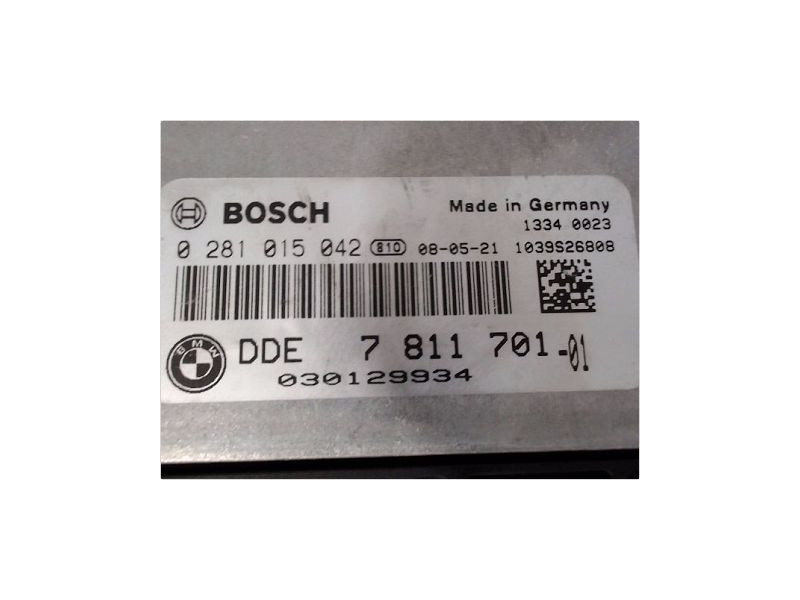 BOSCH Made in Germany
1334 0023
0 281 015 042 810 08-05-21 1039S26808
BMW DDE 7 811 701-01
030129934